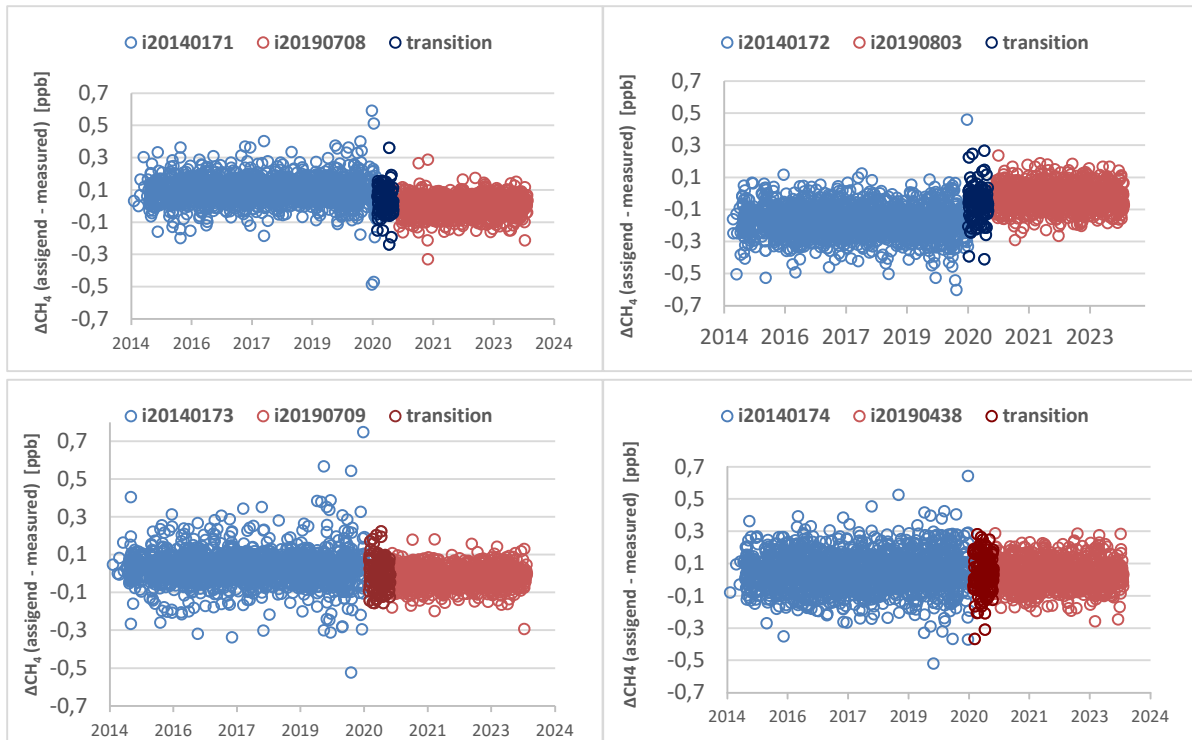 i20140171 i20190708 transition
ΔCH₄ (assigend - measured) [ppb]
0,7
0,5
0,3
0,1
-0,1
-0,3
-0,5
-0,7
2014 2016 2017 2019 2020 2021 2023 2024
i20140172 i20190803 transition
ΔCH₄ (assigend - measured) [ppb]
0,7
0,5
0,3
0,1
-0,1
-0,3
-0,5
-0,7
2014 2016 2017 2019 2020 2021 2023
i20140173 i20190709 transition
ΔCH₄ (assigend - measured) [ppb]
0,7
0,5
0,3
0,1
-0,1
-0,3
-0,5
-0,7
2014 2016 2017 2019 2020 2021 2023 2024
i20140174 i20190438 transition
ΔCH4 (assigend - measured) [ppb]
0,7
0,5
0,3
0,1
-0,1
-0,3
-0,5
-0,7
2014 2016 2017 2019 2020 2021 2023 2024